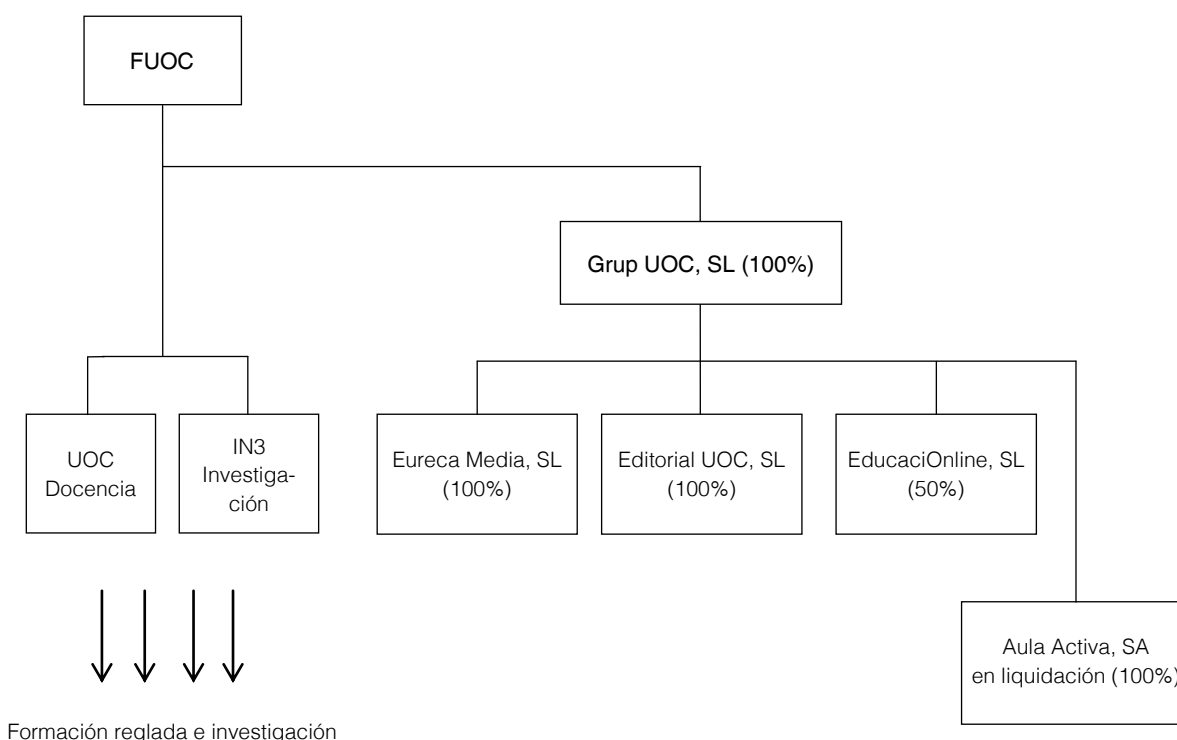 FUOC
Grup UOC, SL (100%)
UOC
Docencia
IN3
Investiga-
ción
Eureca Media, SL
(100%)
Editorial UOC, SL
(100%)
EducaciOnline, SL
(50%)
Aula Activa, SA
en liquidación (100%)
Formación reglada e investigación